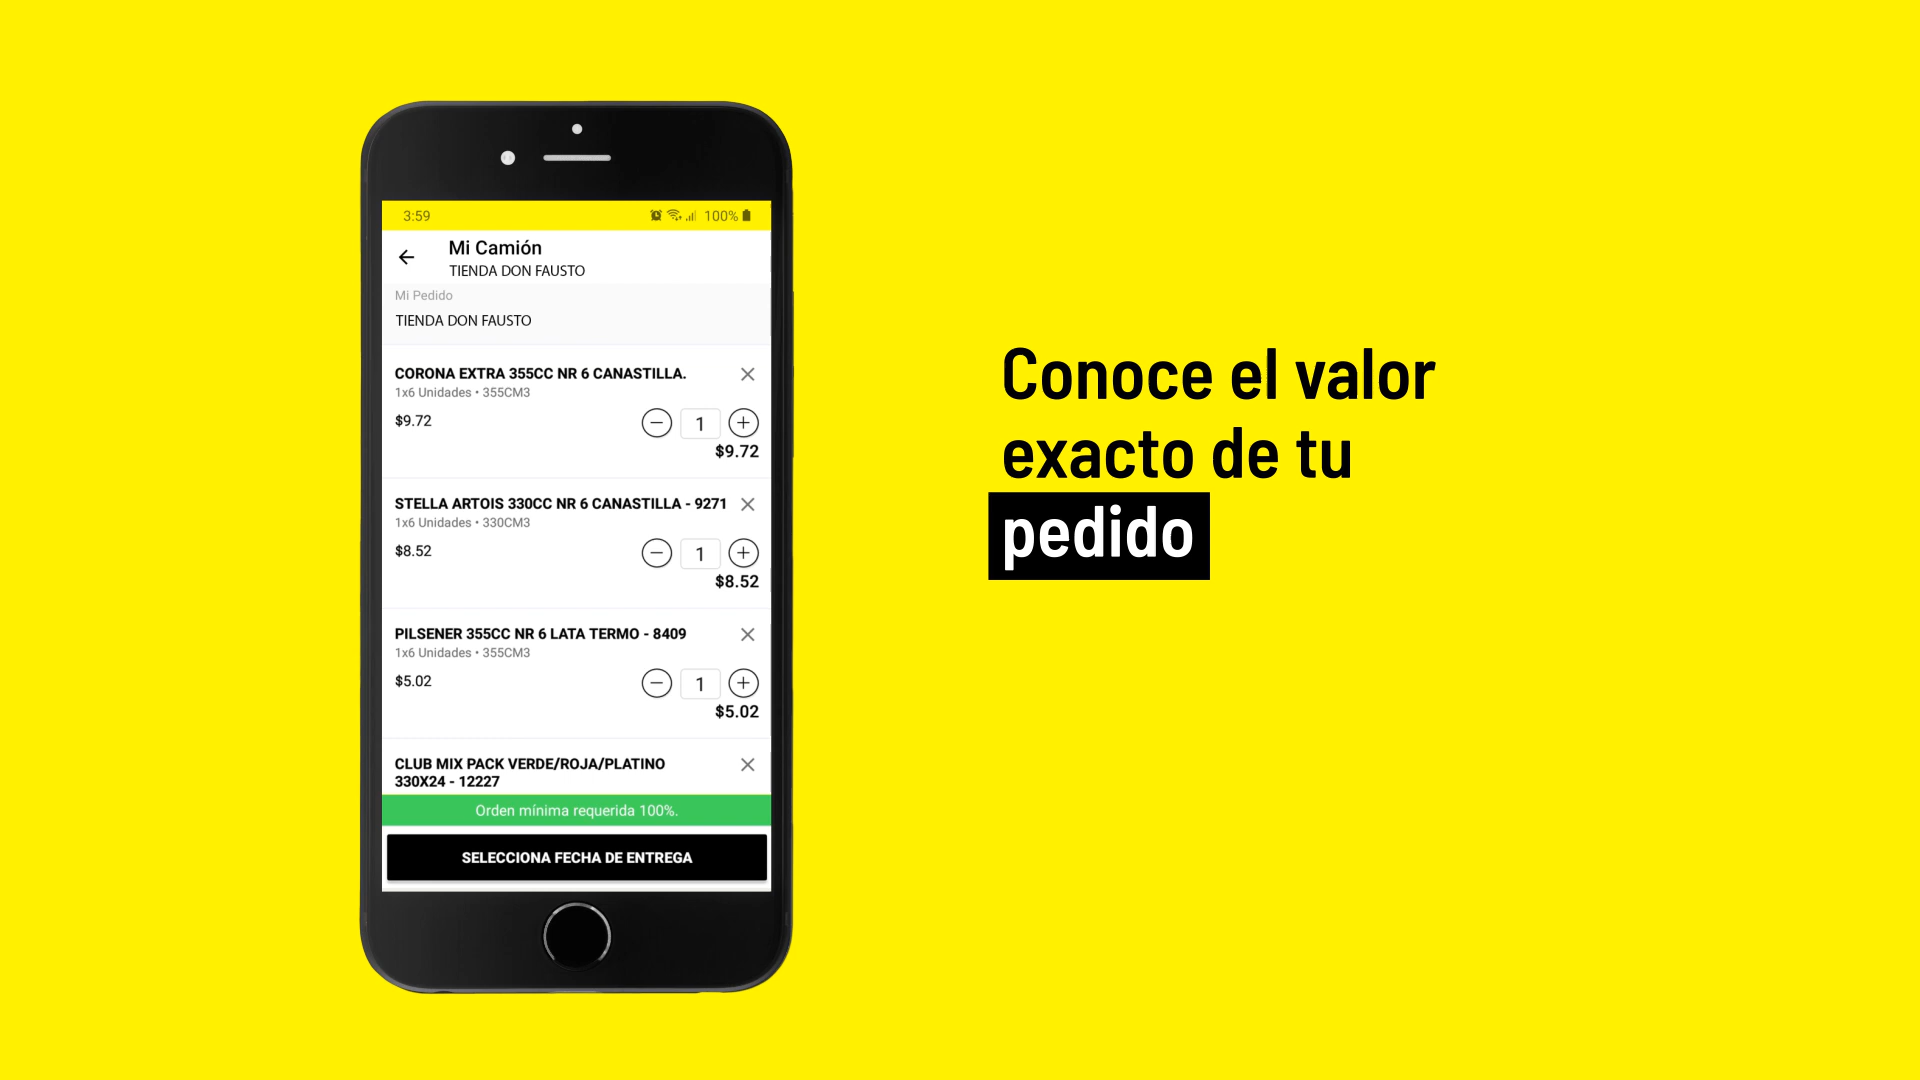 3:59
100%
Mi Camión
TIENDA DON FAUSTO
Mi Pedido
TIENDA DON FAUSTO
CORONA EXTRA 355CC NR 6 CANASTILLA.
1x6 Unidades • 355CM3
$9.72
1
$9.72
STELLA ARTOIS 330CC NR 6 CANASTILLA - 9271
1x6 Unidades • 330CM3
$8.52
1
$8.52
PILSENER 355CC NR 6 LATA TERMO - 8409
1x6 Unidades • 355CM3
$5.02
1
$5.02
CLUB MIX PACK VERDE/ROJA/PLATINO
330X24 - 12227
Orden mínima requerida 100%.
SELECCIONA FECHA DE ENTREGA
Conoce el valor
exacto de tu
pedido